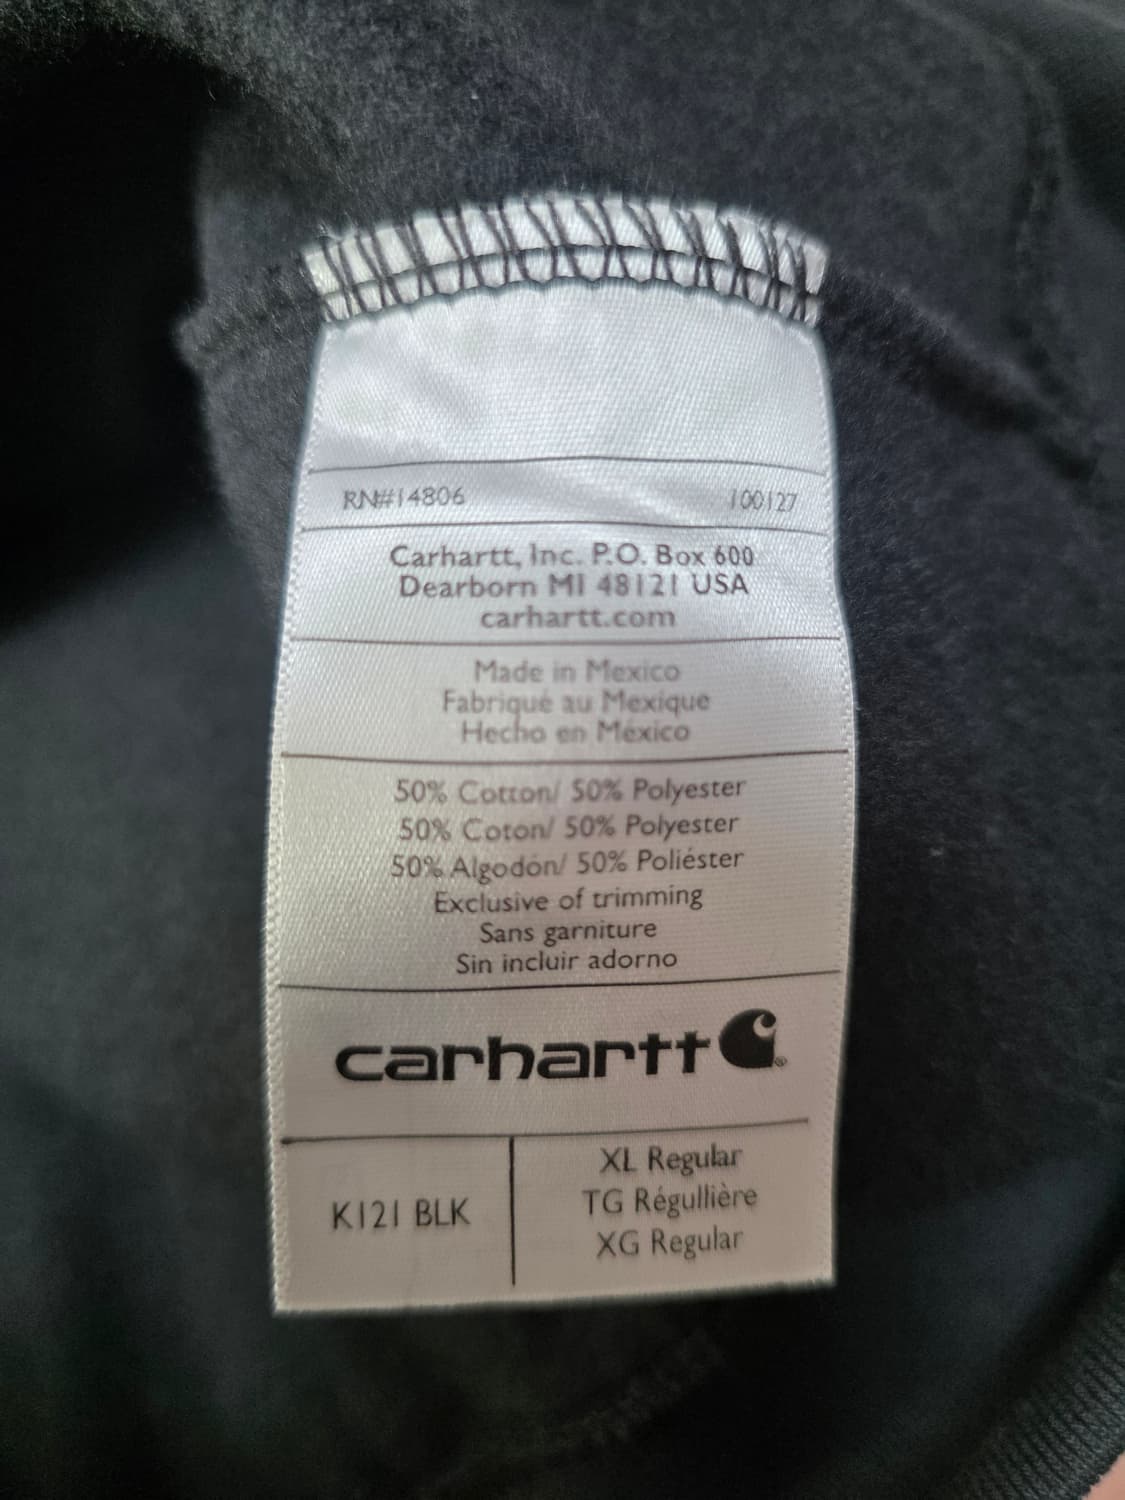 RN#14806 100127
Carhartt, Inc. P.O. Box 600
Dearborn MI 48121 USA
carhartt.com
Made in Mexico
Fabriqué au Mexique
Hecho en México
50% Cotton/ 50% Polyester
50% Coton/ 50% Polyester
50% Algodón/ 50% Poliéster
Exclusive of trimming
Sans garniture
Sin incluir adorno
carhartt®
K121 BLK
XL Regular
TG Régullière
XG Regular